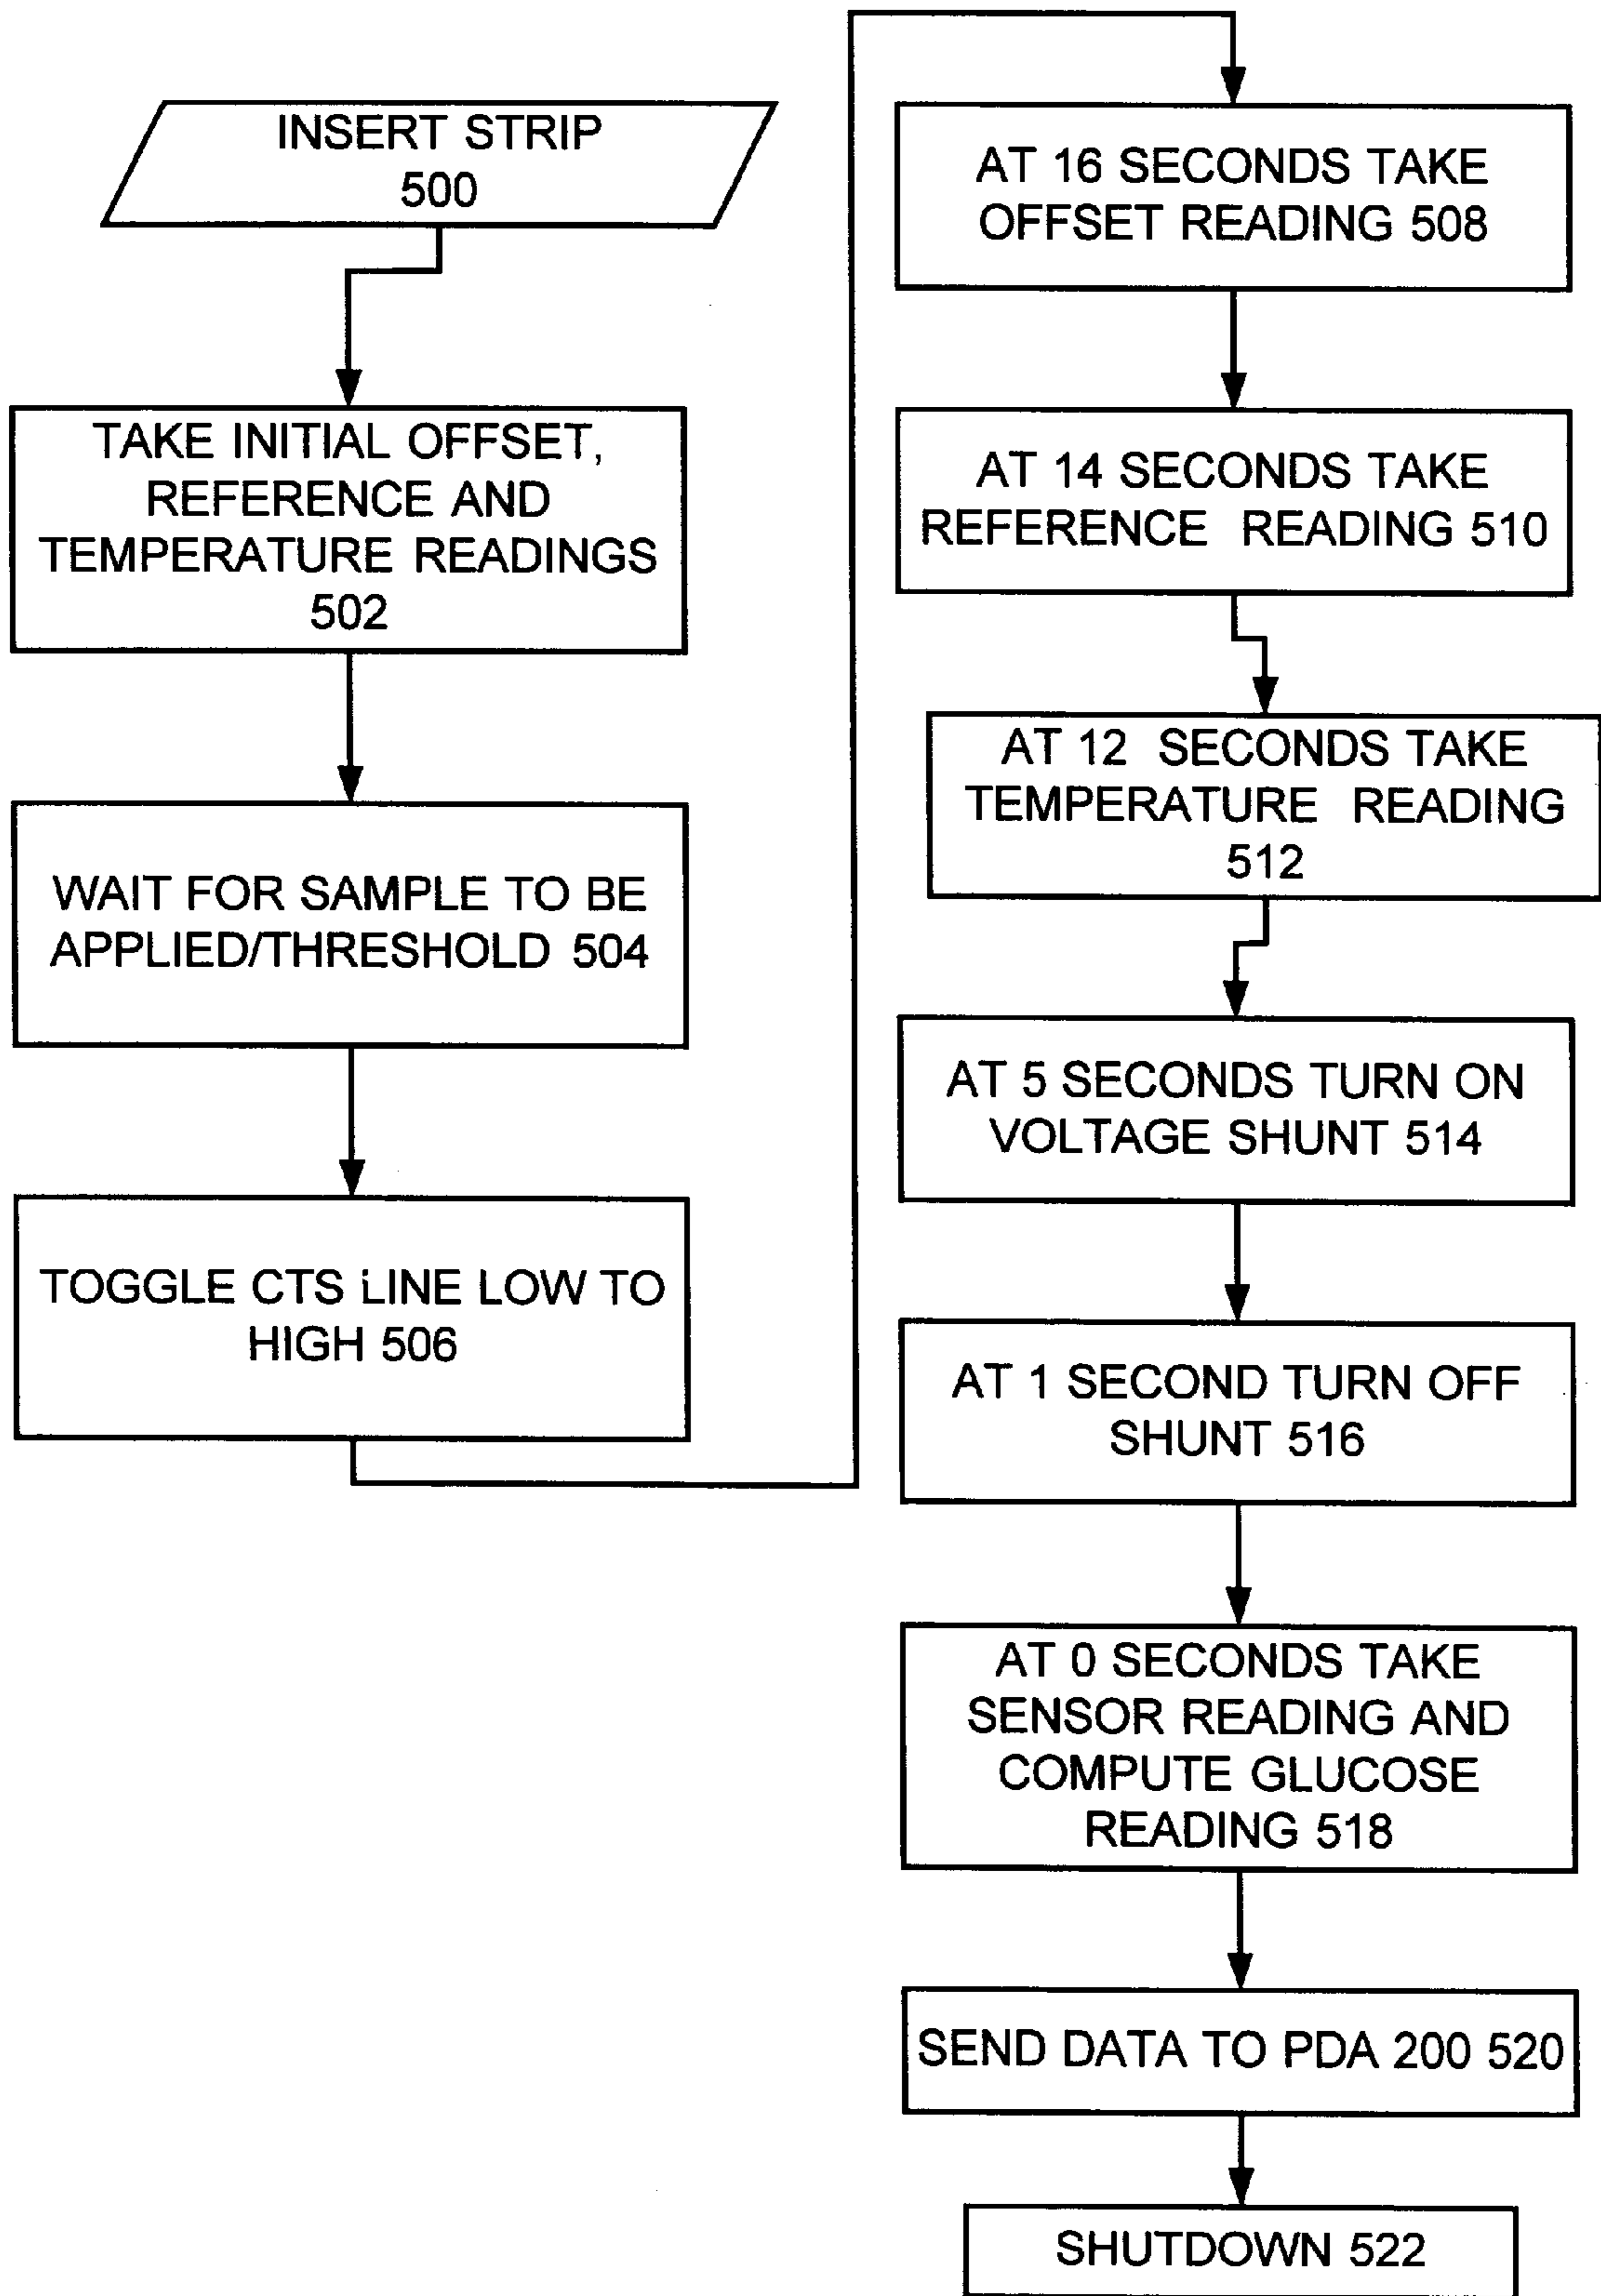 INSERT STRIP
500
TAKE INITIAL OFFSET,
REFERENCE AND
TEMPERATURE READINGS
502
WAIT FOR SAMPLE TO BE
APPLIED/THRESHOLD 504
TOGGLE CTS LINE LOW TO
HIGH 506
AT 16 SECONDS TAKE
OFFSET READING 508
AT 14 SECONDS TAKE
REFERENCE READING 510
AT 12 SECONDS TAKE
TEMPERATURE READING
512
AT 5 SECONDS TURN ON
VOLTAGE SHUNT 514
AT 1 SECOND TURN OFF
SHUNT 516
AT 0 SECONDS TAKE
SENSOR READING AND
COMPUTE GLUCOSE
READING 518
SEND DATA TO PDA 200 520
SHUTDOWN 522